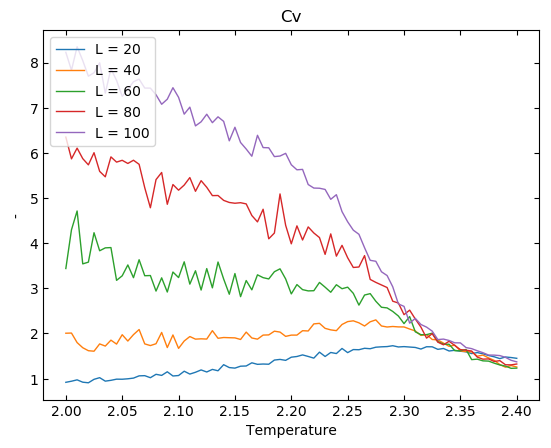 Cv
L = 20
L = 40
L = 60
L = 80
L = 100
8
7
6
5
4
3
2
1
-
2.00 2.05 2.10 2.15 2.20 2.25 2.30 2.35 2.40
Temperature